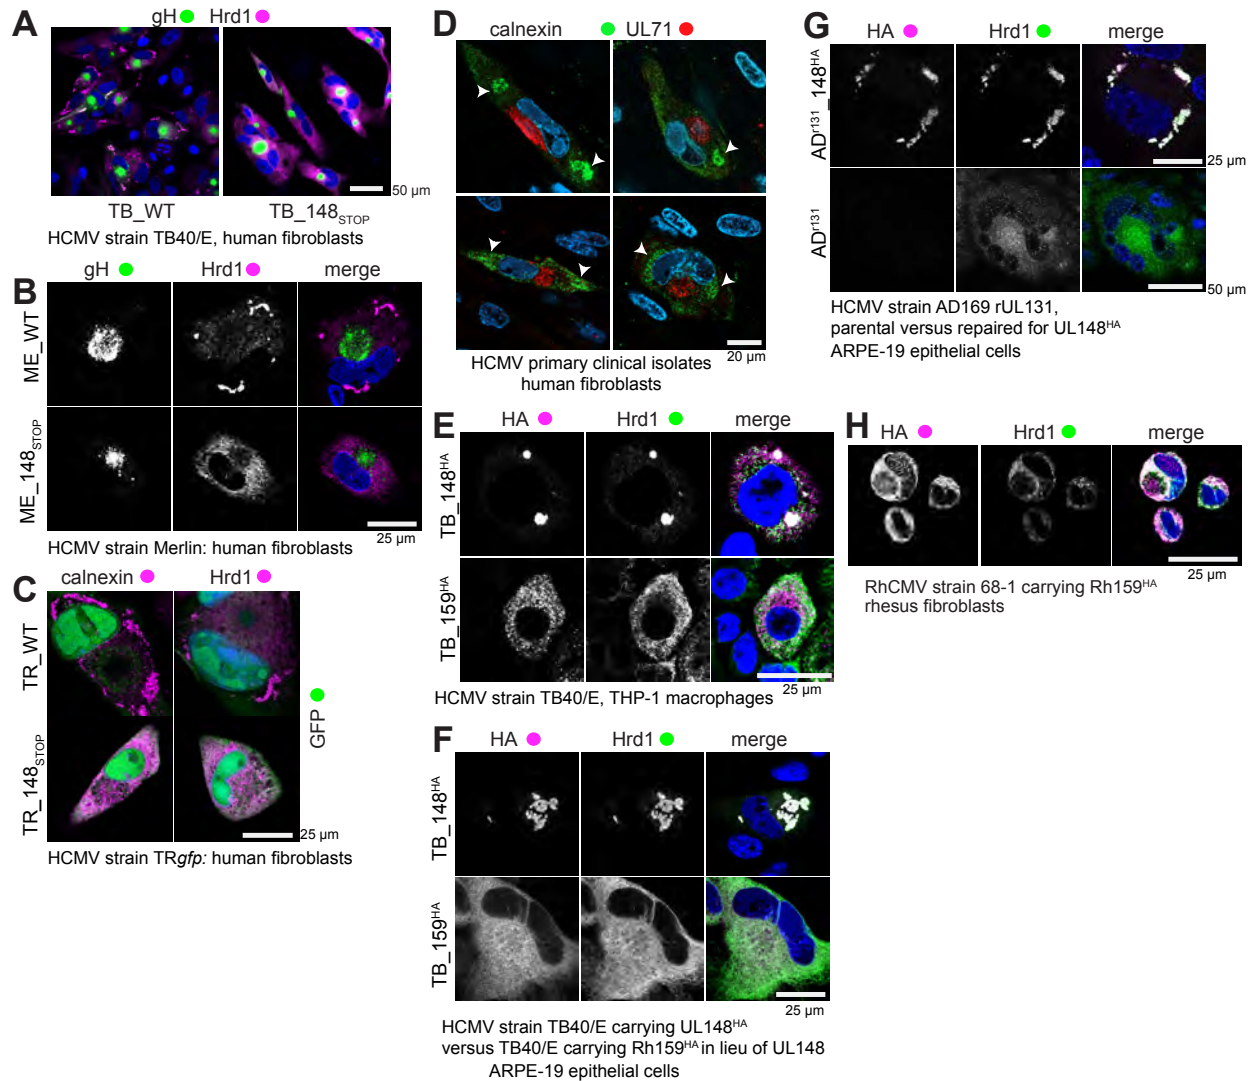 A
gH Hrd1
50 µm
TB_WT TB_148STOP
HCMV strain TB40/E, human fibroblasts
B
gH Hrd1 merge
ME_WT
ME_148STOP
25 µm
HCMV strain Merlin: human fibroblasts
C
calnexin Hrd1
TR_WT
TR_148STOP
GFP
25 µm
HCMV strain TRgfp: human fibroblasts
D
calnexin UL71
20 µm
HCMV primary clinical isolates
human fibroblasts
E
HA Hrd1 merge
TB_148HA
TB_159HA
25 µm
HCMV strain TB40/E, THP-1 macrophages
F
HA Hrd1 merge
TB_148HA
TB_159HA
25 µm
HCMV strain TB40/E carrying UL148HA
versus TB40/E carrying Rh159HA in lieu of UL148
ARPE-19 epithelial cells
G
HA Hrd1 merge
ADr131_148HA
25 µm
ADr131
50 µm
HCMV strain AD169 rUL131,
parental versus repaired for UL148HA
ARPE-19 epithelial cells
H
HA Hrd1 merge
25 µm
RhCMV strain 68-1 carrying Rh159HA
rhesus fibroblasts